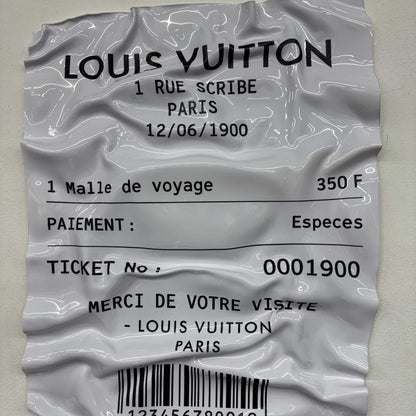 LOUIS VUITTON
1 RUE SCRIBE
PARIS
12/06/1900
1 Malle de voyage 350 F
PAIEMENT : Especes
TICKET No : 0001900
MERCI DE VOTRE VISITE
- LOUIS VUITTON
PARIS